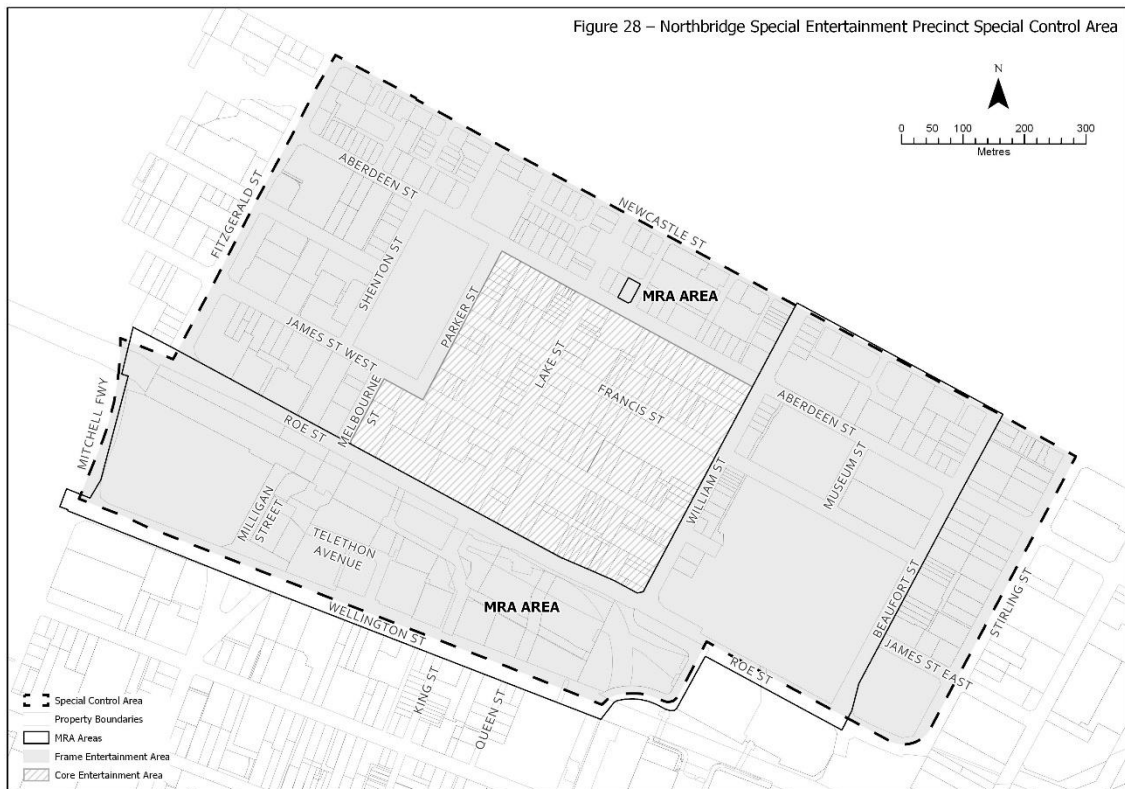 Figure 28 – Northbridge Special Entertainment Precinct Special Control Area
N
0 50 100 200 300
Metres
ABERDEEN ST
FITZGERALD ST
NEWCASTLE ST
SHENTON ST
MRA AREA
PARKER ST
JAMES ST WEST
LAKE ST
FRANCIS ST
ABERDEEN ST
MELBOURNE
ST
ROE ST
MITCHELL FWY
WILLIAM ST
MUSEUM ST
MILLIGAN
STREET
TELETHON
AVENUE
MRA AREA
WELLINGTON ST
BEAUFORT ST
STIRLING ST
ROE ST
JAMES ST EAST
KING ST
QUEEN ST
Special Control Area
Property Boundaries
MRA Areas
Frame Entertainment Area
Core Entertainment Area